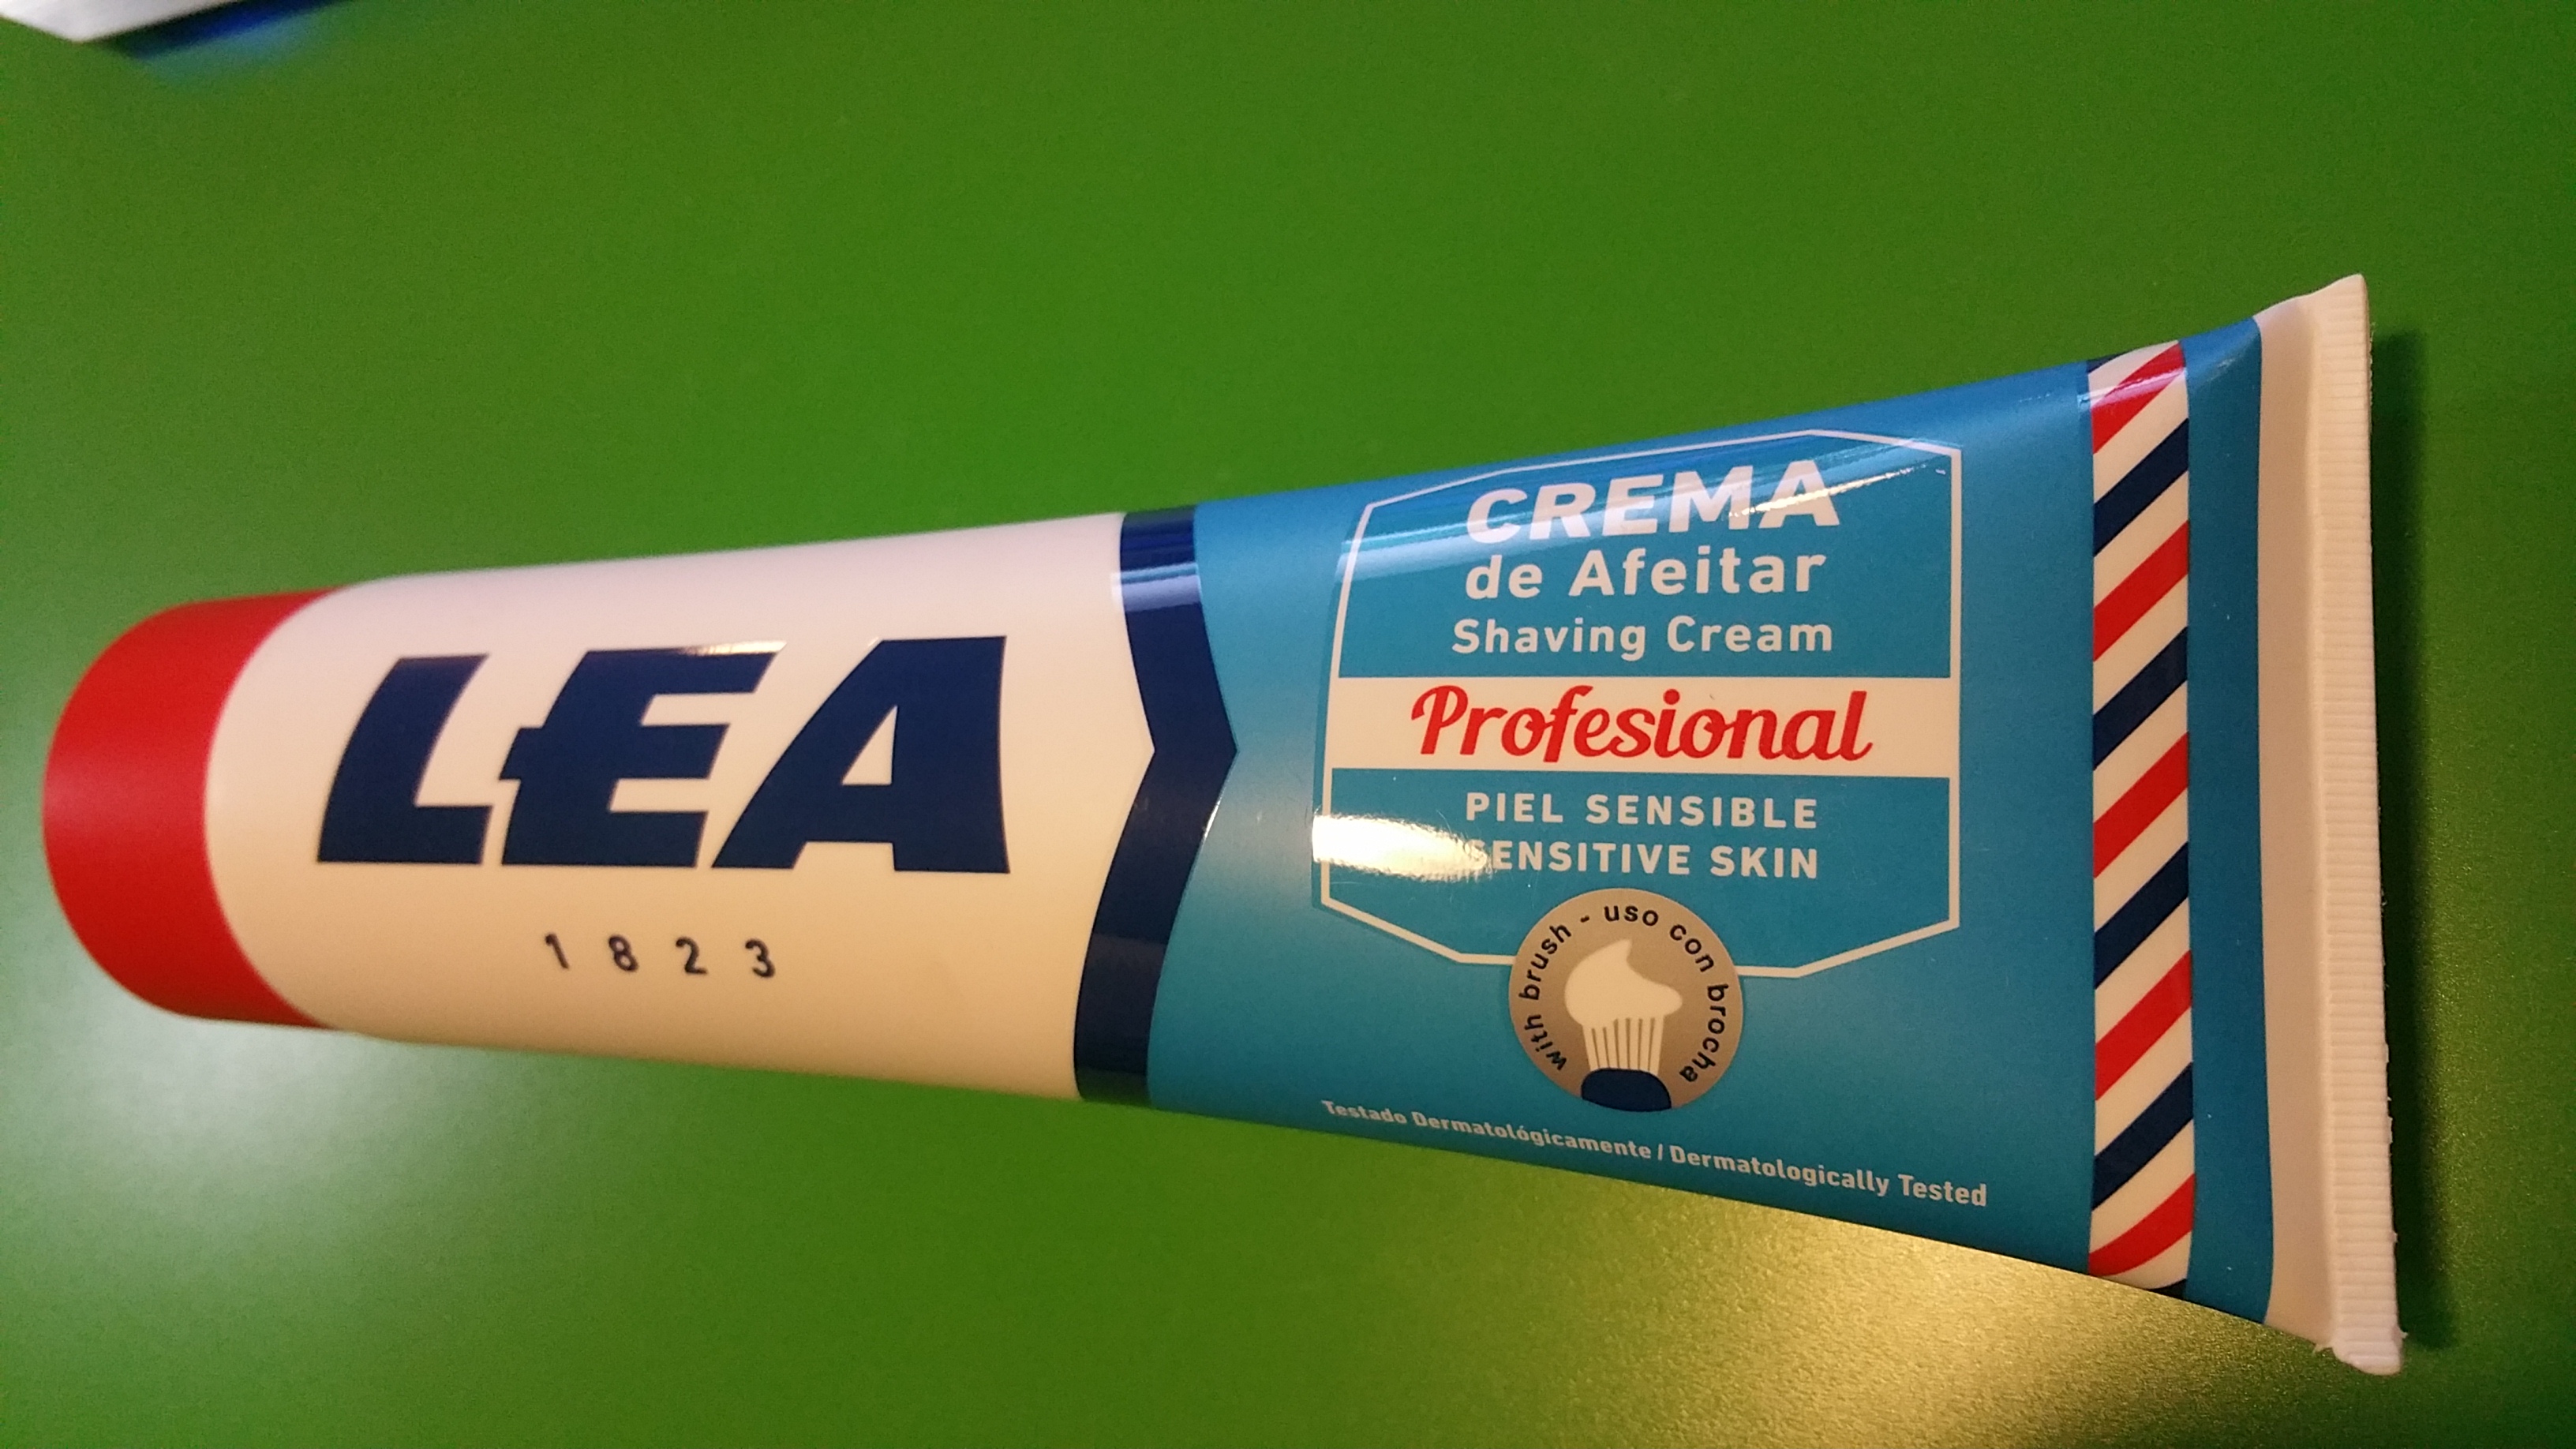 LEA
1823
CREMA
de Afeitar
Shaving Cream
Profesional
PIEL SENSIBLE
SENSITIVE SKIN
with brush - uso con brocha
Testado Dermatológicamente / Dermatologically Tested